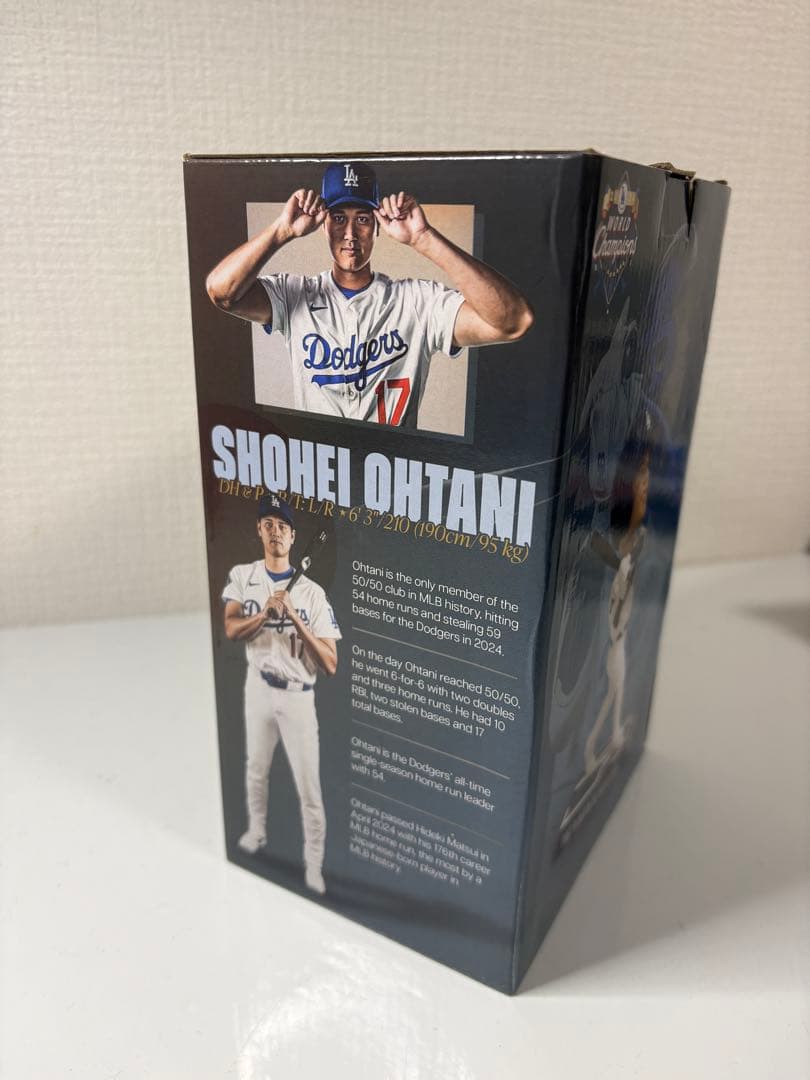 LA
Dodgers
17
SHOHEI OHTANI
DH & P B/T: L/R ★ 6' 3"/210 (190cm/95 kg)
LA
Dodgers
17
Ohtani is the only member of the
50/50 club in MLB history, hitting
54 home runs and stealing 59
bases for the Dodgers in 2024.
On the day Ohtani reached 50/50,
he went 6-for-6 with two doubles
and three home runs. He had 10
RBI, two stolen bases and 17
total bases.
Ohtani is the Dodgers' all-time
single-season home run leader
with 54.
Ohtani passed Hideki Matsui in
April 2024 with his 176th career
MLB home run, the most by a
Japanese-born player in
MLB history.
WORLD
Champions